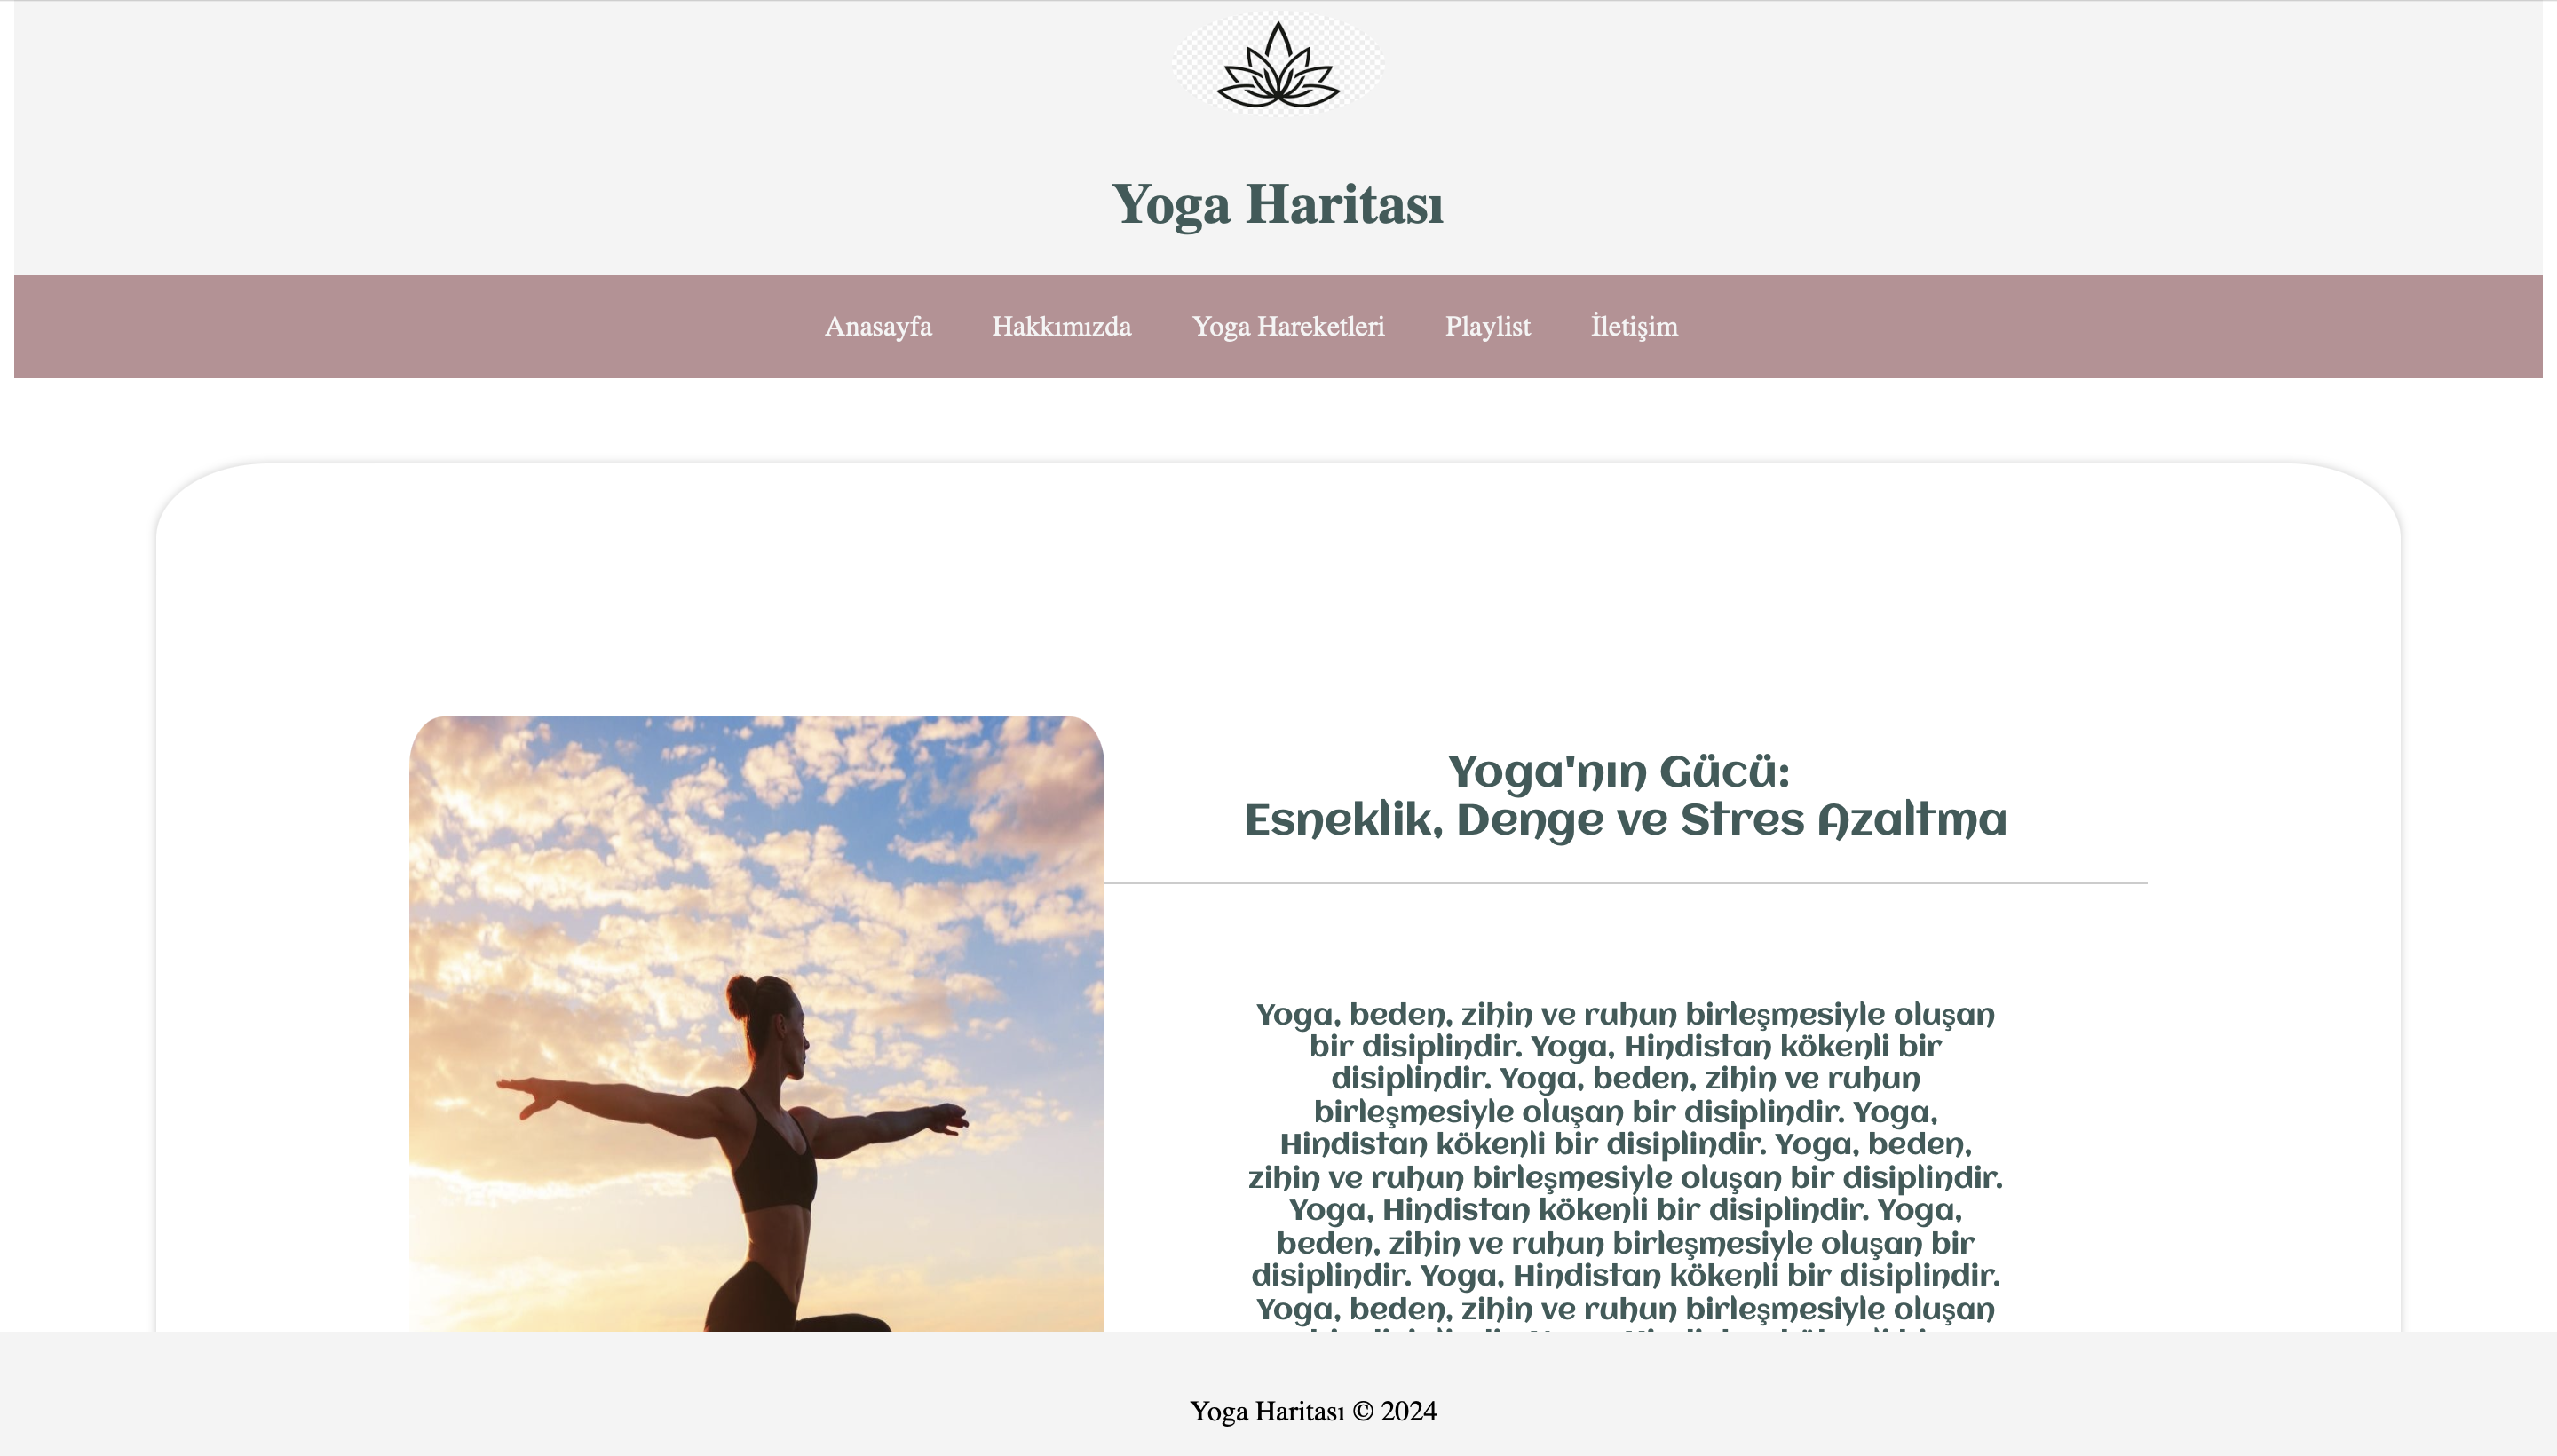 Yoga Haritası
Anasayfa Hakkımızda Yoga Hareketleri Playlist İletişim
Yoga'nın Gücü:
Esneklik, Denge ve Stres Azaltma
Yoga, beden, zihin ve ruhun birleşmesiyle oluşan
bir disiplindir. Yoga, Hindistan kökenli bir
disiplindir. Yoga, beden, zihin ve ruhun
birleşmesiyle oluşan bir disiplindir. Yoga,
Hindistan kökenli bir disiplindir. Yoga, beden,
zihin ve ruhun birleşmesiyle oluşan bir disiplindir.
Yoga, Hindistan kökenli bir disiplindir. Yoga,
beden, zihin ve ruhun birleşmesiyle oluşan bir
disiplindir. Yoga, Hindistan kökenli bir disiplindir.
Yoga, beden, zihin ve ruhun birleşmesiyle oluşan
Yoga Haritası © 2024